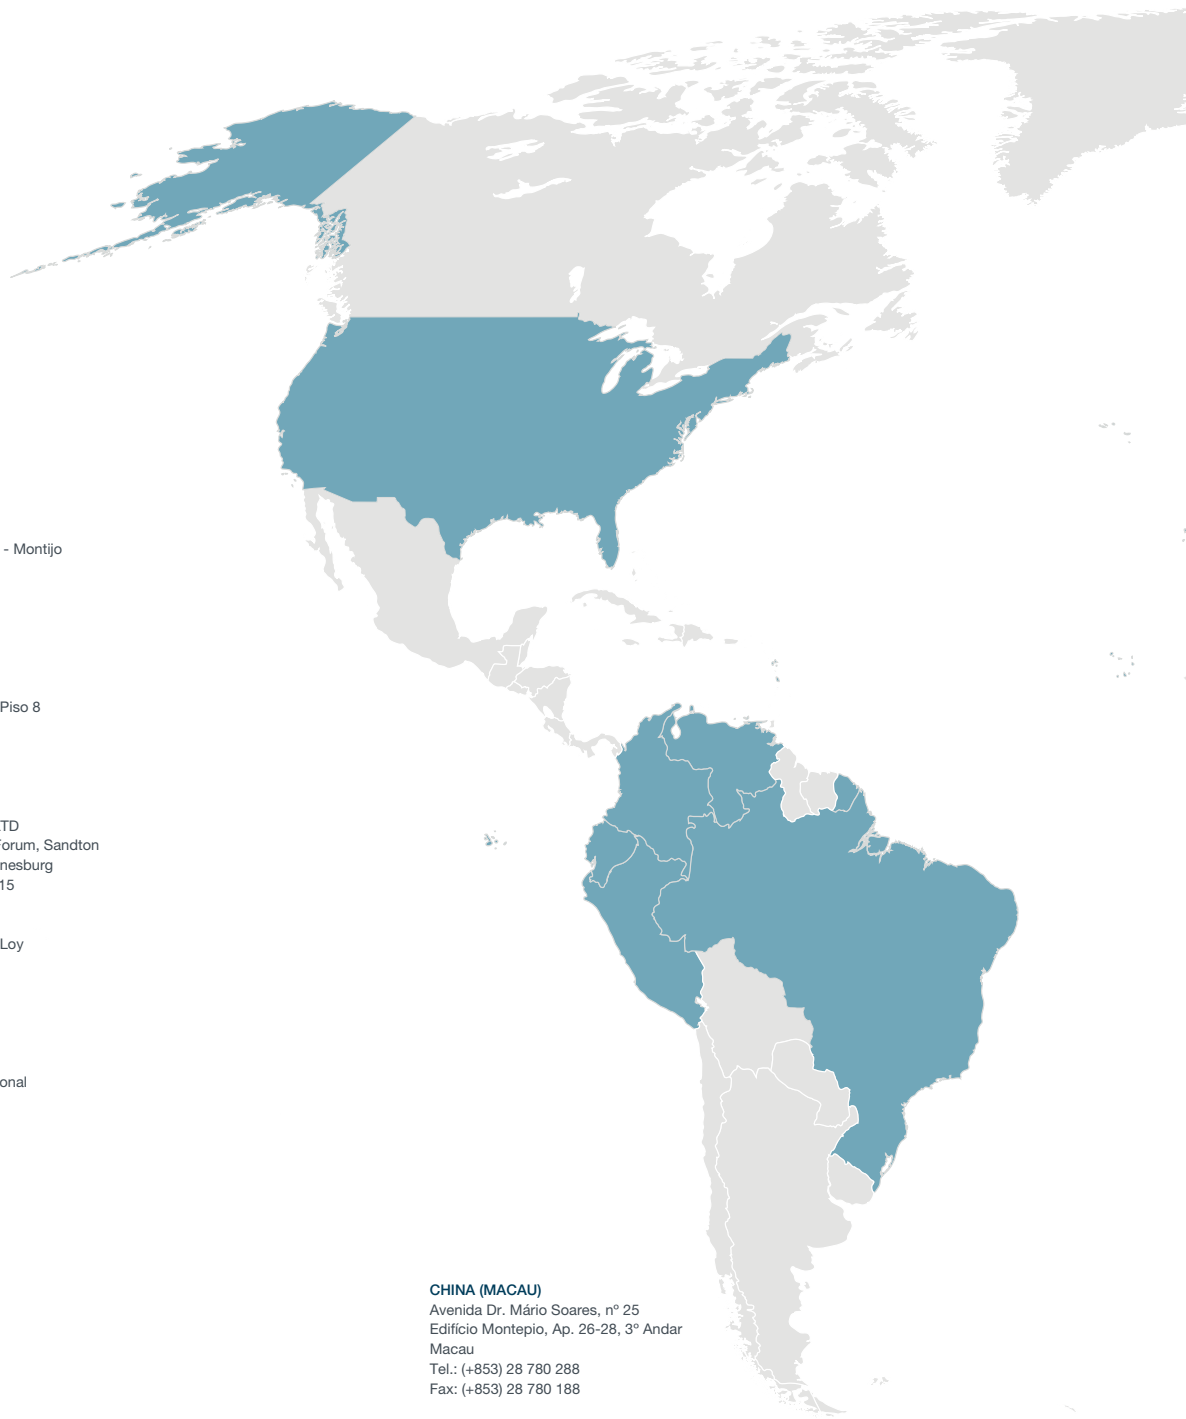 - Montijo
Piso 8
TD
Forum, Sandton
nesburg
15
Loy
onal
CHINA (MACAU)
Avenida Dr. Mário Soares, nº 25
Edifício Montepio, Ap. 26-28, 3º Andar
Macau
Tel.: (+853) 28 780 288
Fax: (+853) 28 780 188